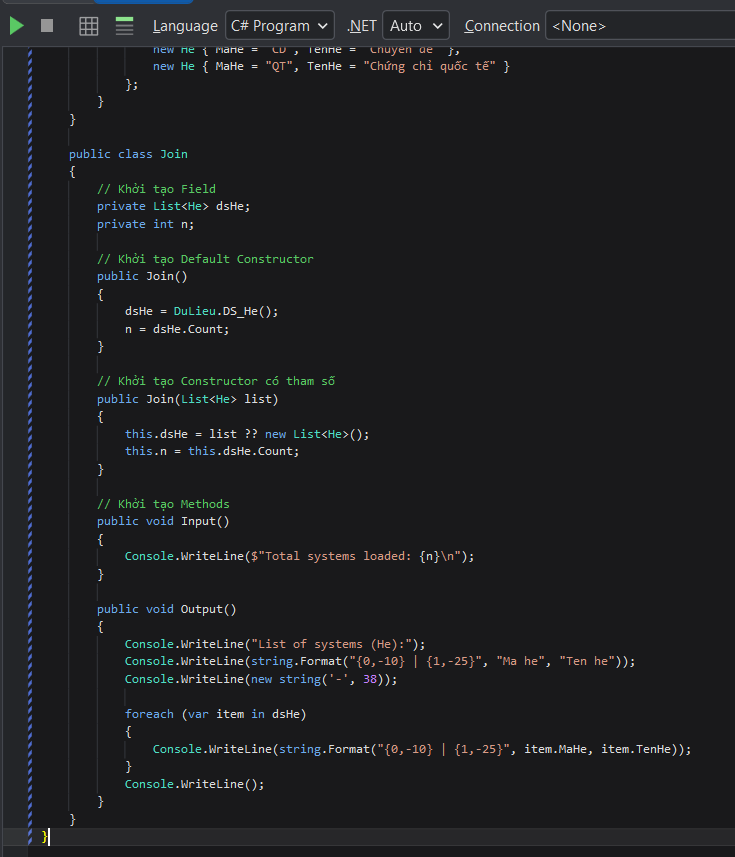 Language C# Program .NET Auto Connection <None>
            new He { MaHe = "CD", TenHe = "Chuyên đề" },
            new He { MaHe = "QT", TenHe = "Chứng chỉ quốc tế" }
        };
    }
}
public class Join
{
    // Khởi tạo Field
    private List<He> dsHe;
    private int n;
    // Khởi tạo Default Constructor
    public Join()
    {
        dsHe = DuLieu.DS_He();
        n = dsHe.Count;
    }
    // Khởi tạo Constructor có tham số
    public Join(List<He> list)
    {
        this.dsHe = list ?? new List<He>();
        this.n = this.dsHe.Count;
    }
    // Khởi tạo Methods
    public void Input()
    {
        Console.WriteLine($"Total systems loaded: {n}\n");
    }
    public void Output()
    {
        Console.WriteLine("List of systems (He):");
        Console.WriteLine(string.Format("{0,-10} | {1,-25}", "Ma he", "Ten he"));
        Console.WriteLine(new string('-', 38));
        foreach (var item in dsHe)
        {
            Console.WriteLine(string.Format("{0,-10} | {1,-25}", item.MaHe, item.TenHe));
        }
        Console.WriteLine();
    }
}
}